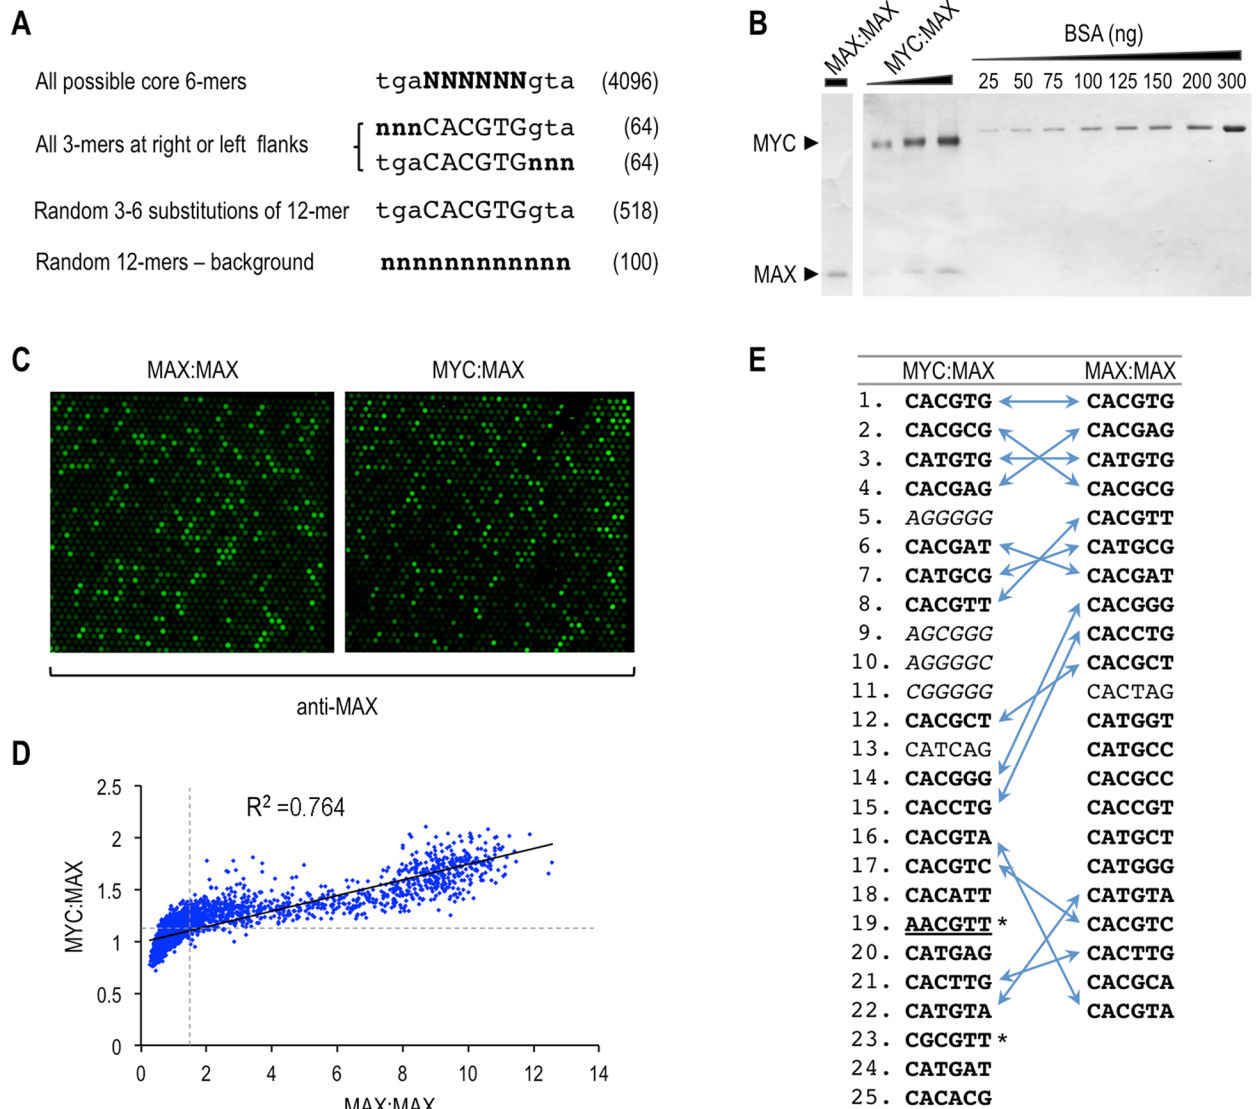 A
All possible core 6-mers tgaNNNNNNgta (4096)
nnnCACGTGgta (64)
All 3-mers at right or left flanks
tgaCACGTGnnn (64)
Random 3-6 substitutions of 12-mer tgaCACGTGgta (518)
Random 12-mers – background nnnnnnnnnnnn (100)
B
MAX:MAX
MYC:MAX
BSA (ng)
25 50 75 100 125 150 200 300
MYC
MAX
C
MAX:MAX MYC:MAX
anti-MAX
D
R² =0.764
2.5
2
1.5
1
0.5
0
MYC:MAX
0 2 4 6 8 10 12 14
MAX:MAX
E
MYC:MAX MAX:MAX
1. CACGTG CACGTG
2. CACGCG CACGAG
3. CATGTG CATGTG
4. CACGAG CACGCG
5. AGGGGG CACGTT
6. CACGAT CATGCG
7. CATGCG CACGAT
8. CACGTT CACGGG
9. AGCGGG CACCTG
10. AGGGGC CACGCT
11. CGGGGG CACTAG
12. CACGCT CATGGT
13. CATCAG CATGCC
14. CACGGG CACGCC
15. CACCTG CACCGT
16. CACGTA CATGCT
17. CACGTC CATGGG
18. CACATT CATGTA
19. AACGTT * CACGTC
20. CATGAG CACTTG
21. CACTTG CACGCA
22. CATGTA CACGTA
23. CGCGTT *
24. CATGAT
25. CACACG